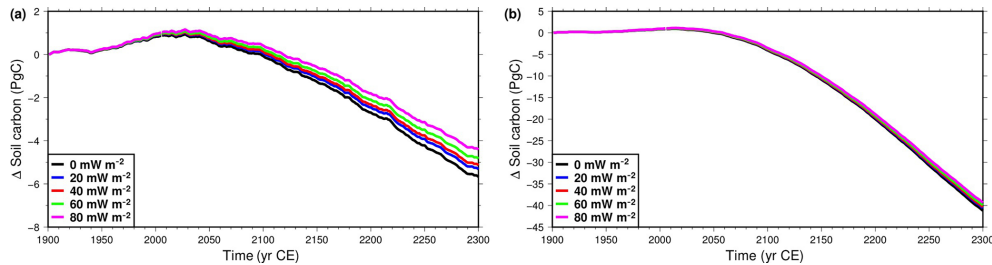 (a)
Δ Soil carbon (PgC)
2
0
−2
−4
−6
−8
0 mW m⁻²
20 mW m⁻²
40 mW m⁻²
60 mW m⁻²
80 mW m⁻²
1900 1950 2000 2050 2100 2150 2200 2250 2300
Time (yr CE)
(b)
Δ Soil carbon (PgC)
5
0
−5
−10
−15
−20
−25
−30
−35
−40
−45
0 mW m⁻²
20 mW m⁻²
40 mW m⁻²
60 mW m⁻²
80 mW m⁻²
1900 1950 2000 2050 2100 2150 2200 2250 2300
Time (yr CE)